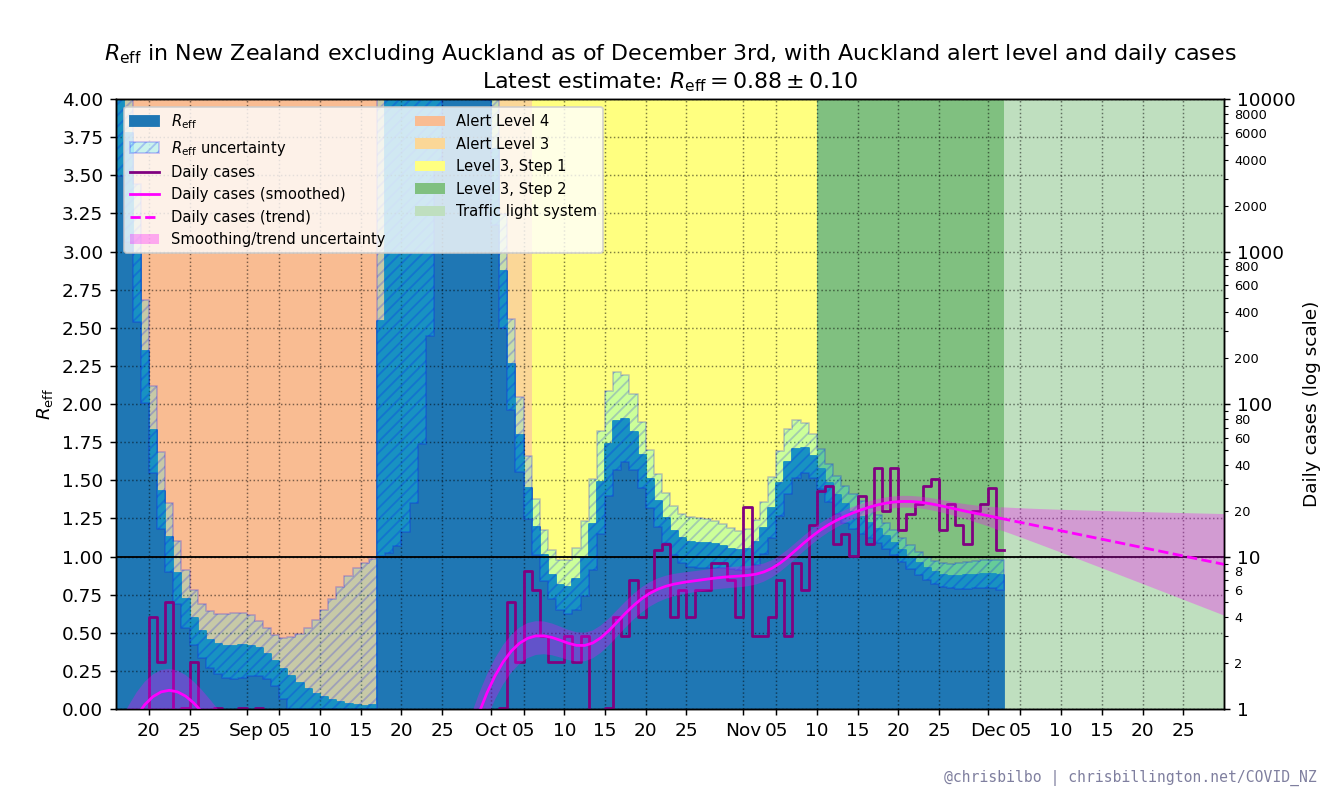 Reff in New Zealand excluding Auckland as of December 3rd, with Auckland alert level and daily cases
Latest estimate: Reff = 0.88 ± 0.10
Reff
Reff uncertainty
Daily cases
Daily cases (smoothed)
Daily cases (trend)
Smoothing/trend uncertainty
Alert Level 4
Alert Level 3
Level 3, Step 1
Level 3, Step 2
Traffic light system
Reff
4.00
3.75
3.50
3.25
3.00
2.75
2.50
2.25
2.00
1.75
1.50
1.25
1.00
0.75
0.50
0.25
0.00
20 25 Sep 05 10 15 20 25 Oct 05 10 15 20 25 Nov 05 10 15 20 25 Dec 05 10 15 20 25
10000
8000
6000
4000
2000
1000
800
600
400
200
100
80
60
40
20
10
8
6
4
2
1
Daily cases (log scale)
@chrisbilbo | chrisbillington.net/COVID_NZ